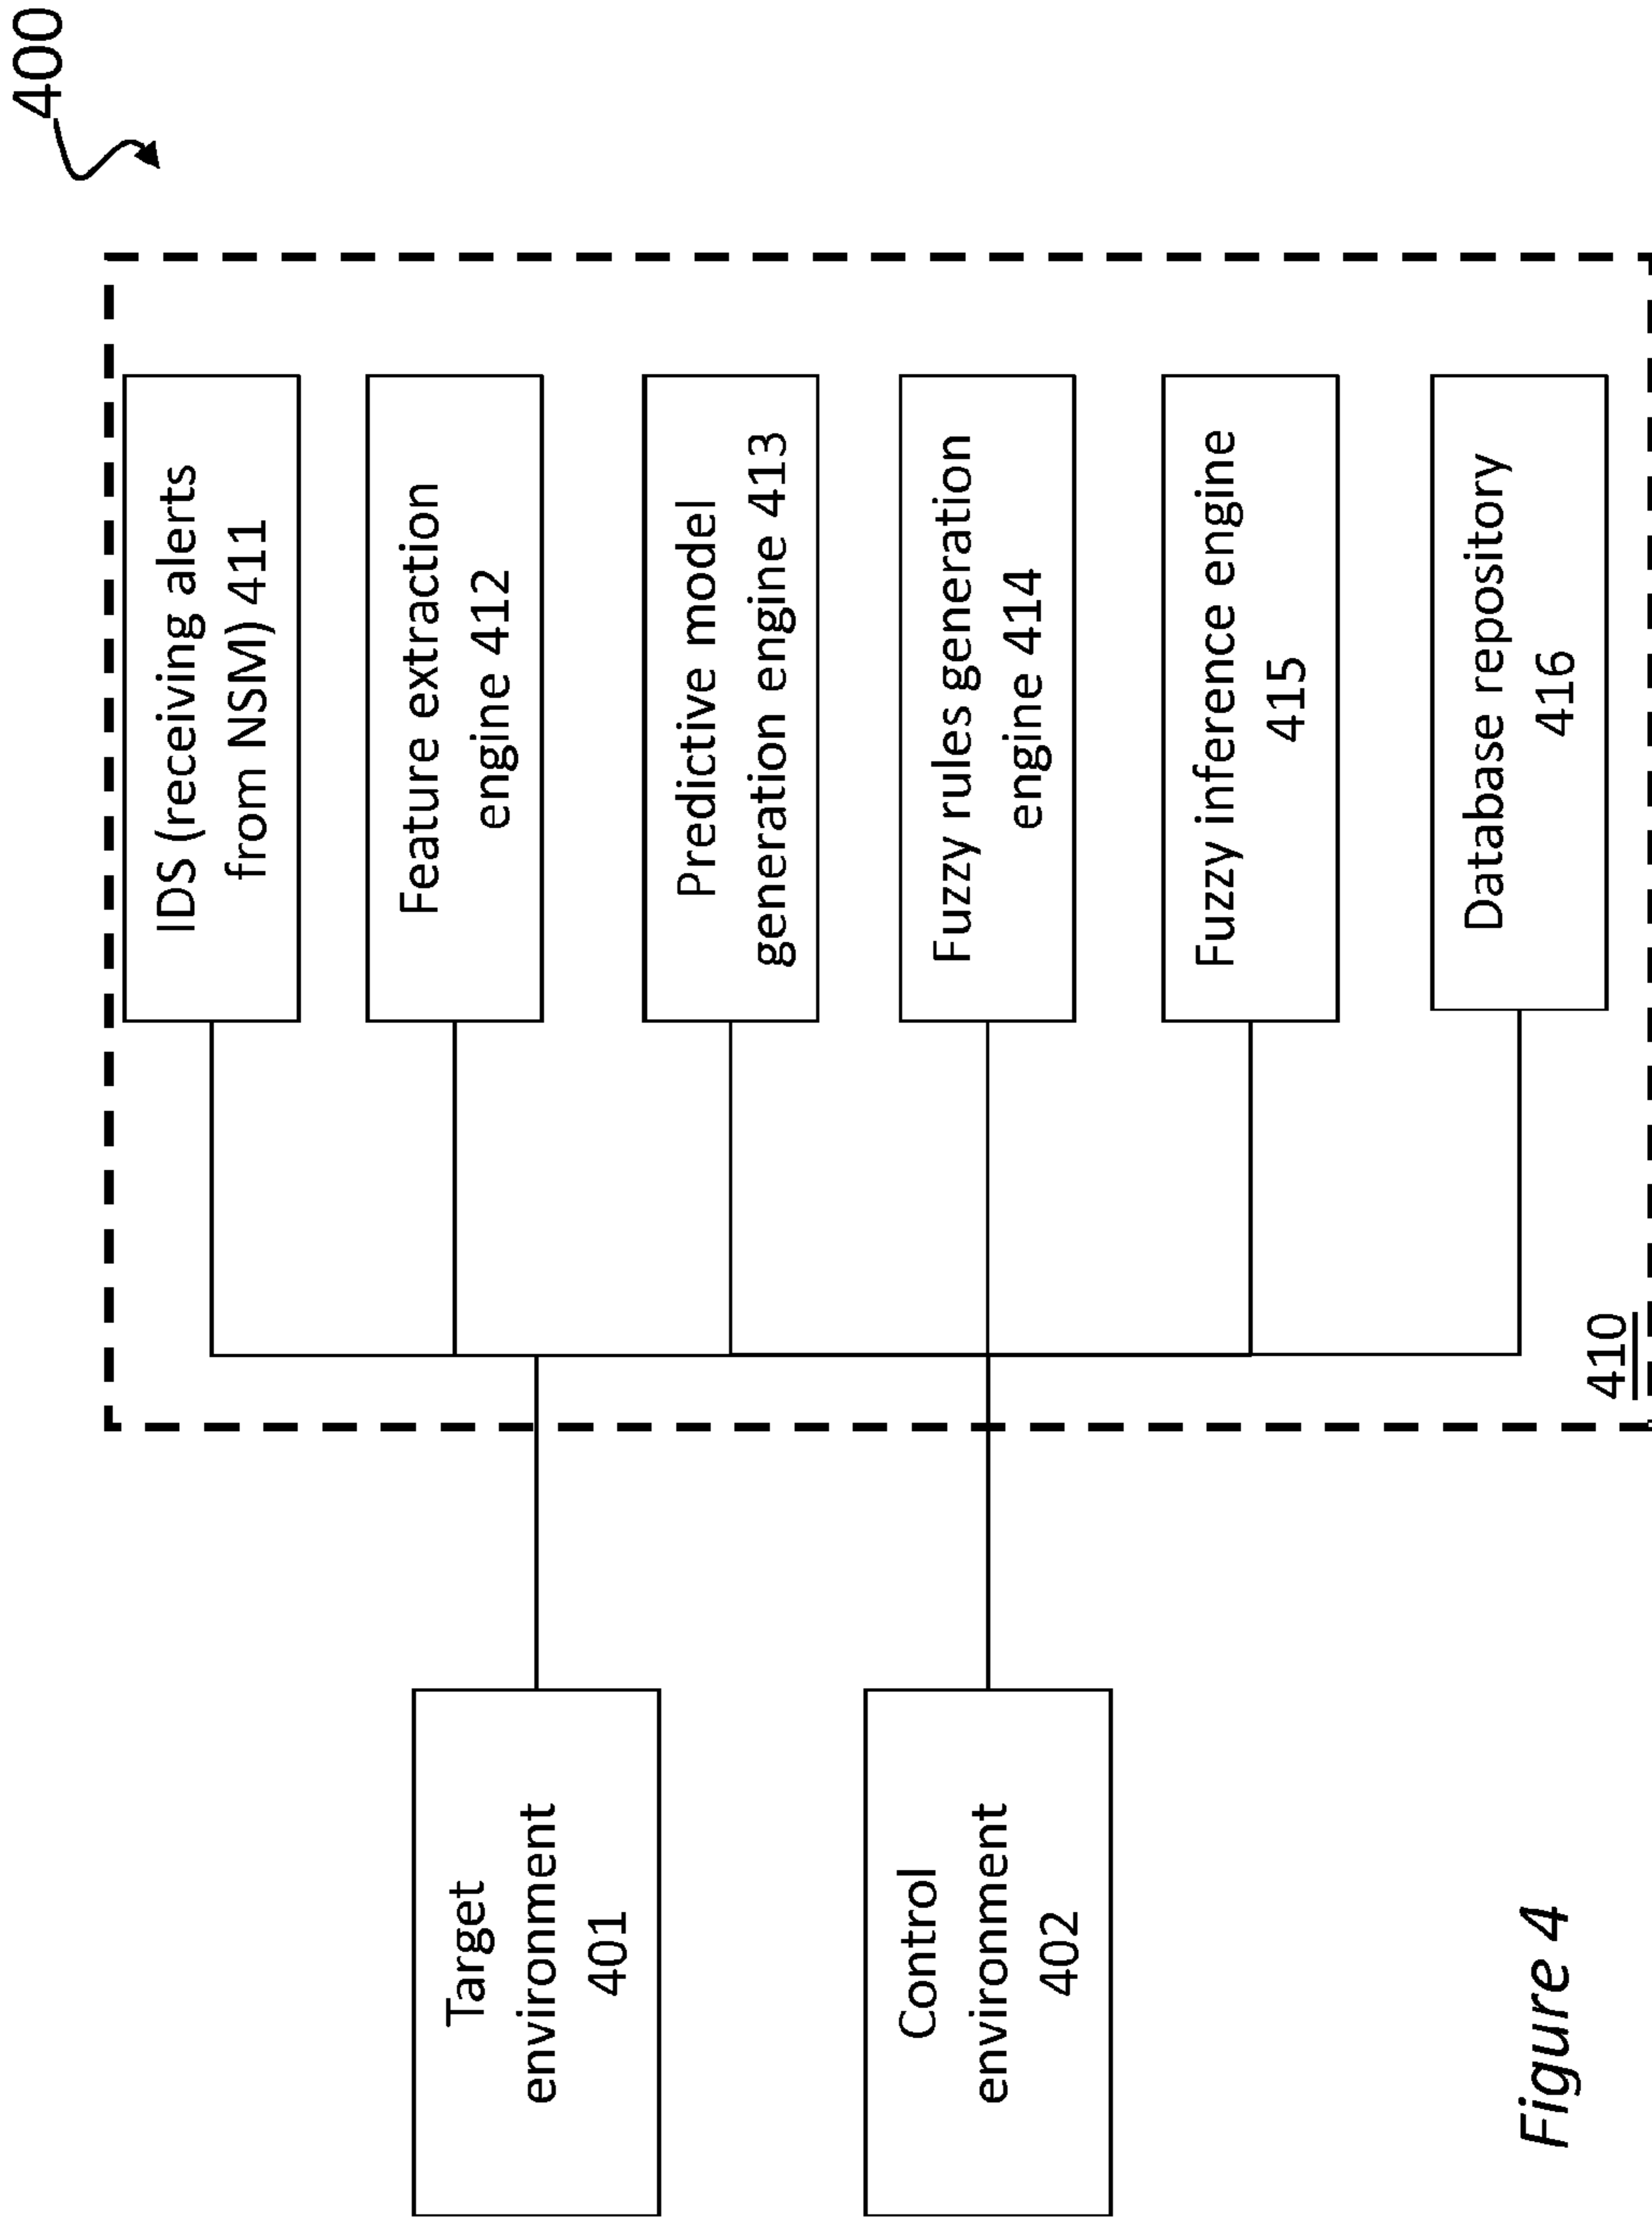 400
IDS (receiving alerts
from NSM) 411
Feature extraction
engine 412
Target
environment
401
Predictive model
generation engine 413
Fuzzy rules generation
engine 414
Control
environment
402
Fuzzy inference engine
415
Database repository
416
410
Figure 4